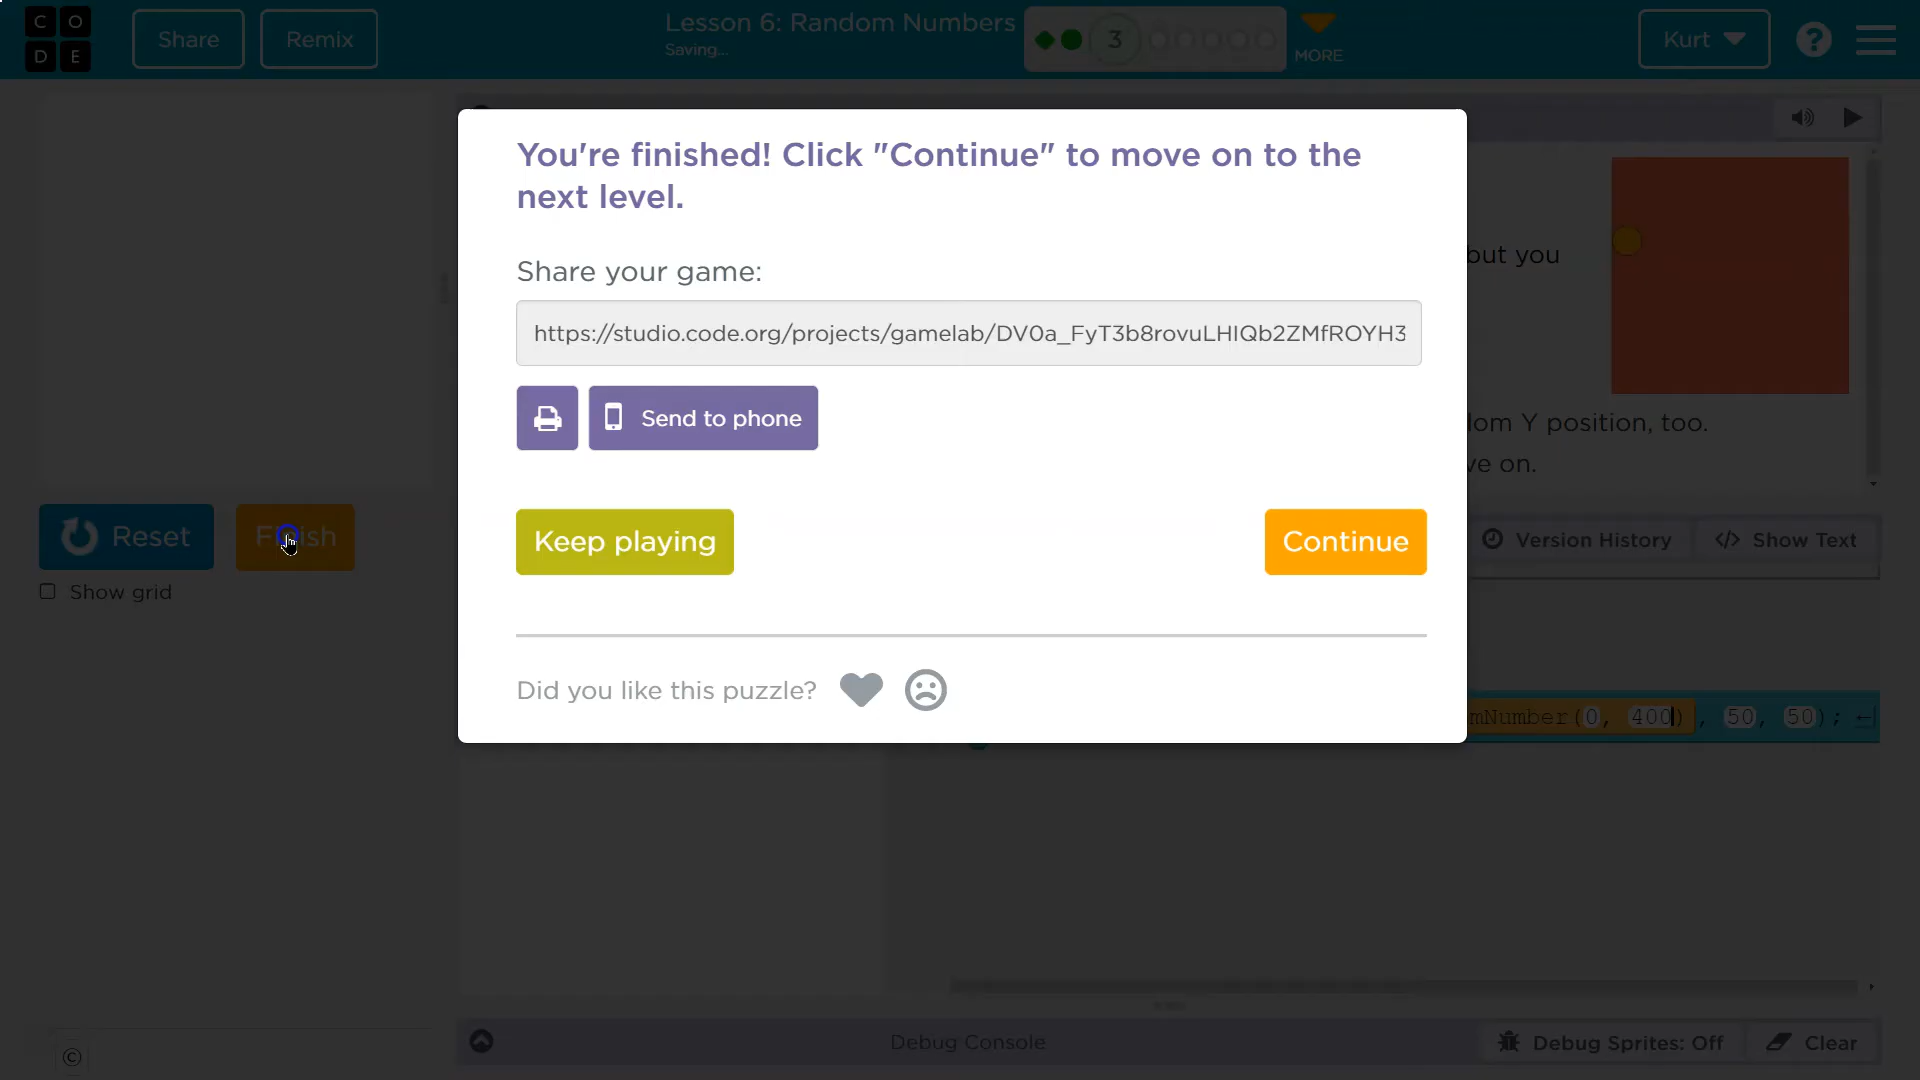 C O
D E
Share
Remix
Lesson 6: Random Numbers
Saving...
3
MORE
Kurt
?
You're finished! Click "Continue" to move on to the
next level.
Share your game:
https://studio.code.org/projects/gamelab/DV0a_FyT3b8rovuLHIQb2ZMfROYH3
Send to phone
Keep playing
Continue
Did you like this puzzle?
but you
dom Y position, too.
ve on.
Reset
Finish
Show grid
Version History
</> Show Text
mNumber(0, 400), 50, 50);
Debug Console
Debug Sprites: Off
Clear
©